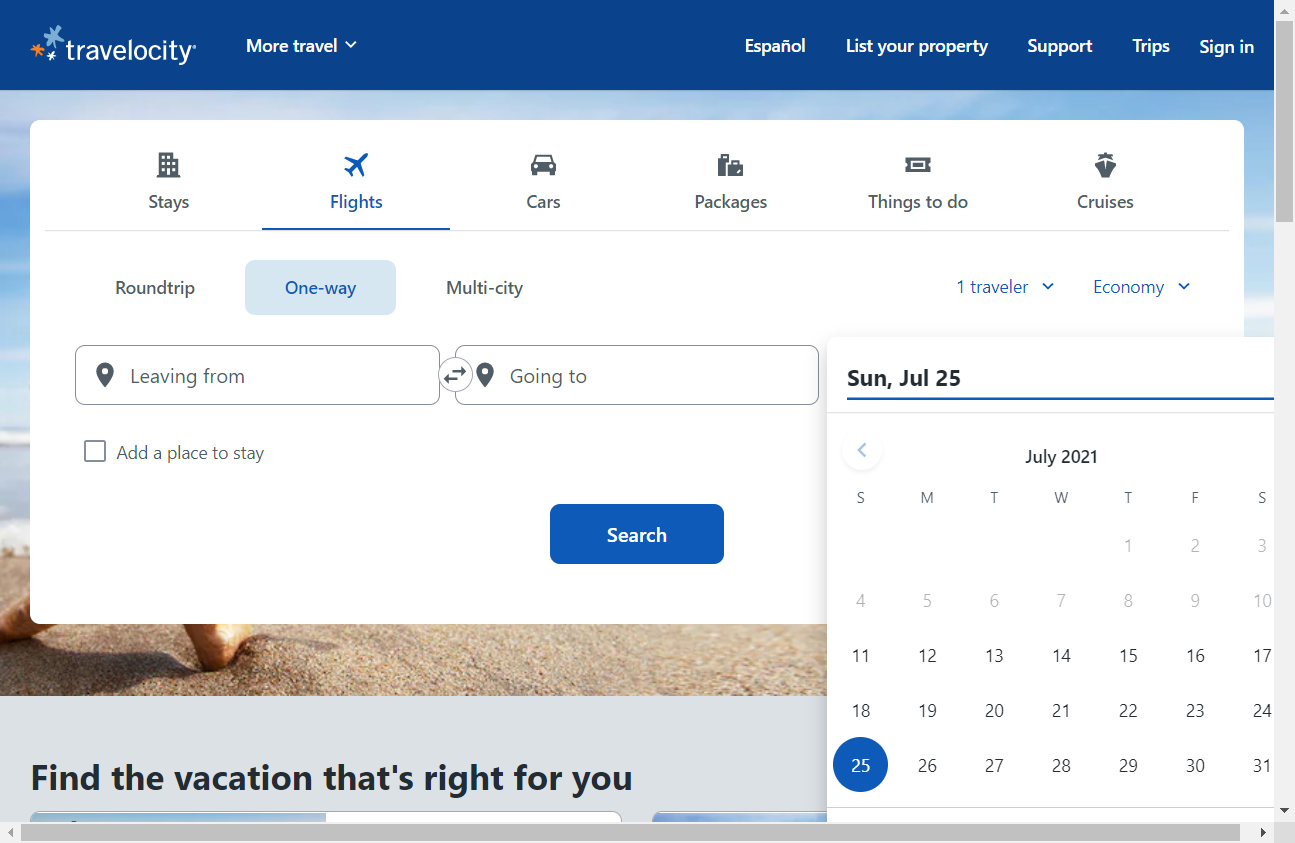 travelocity
More travel
Español
List your property
Support
Trips
Sign in
Stays
Flights
Cars
Packages
Things to do
Cruises
Roundtrip
One-way
Multi-city
1 traveler
Economy
Leaving from
Going to
Sun, Jul 25
Add a place to stay
July 2021
S M T W T F S
1 2 3
4 5 6 7 8 9 10
11 12 13 14 15 16 17
18 19 20 21 22 23 24
25 26 27 28 29 30 31
Search
Find the vacation that's right for you